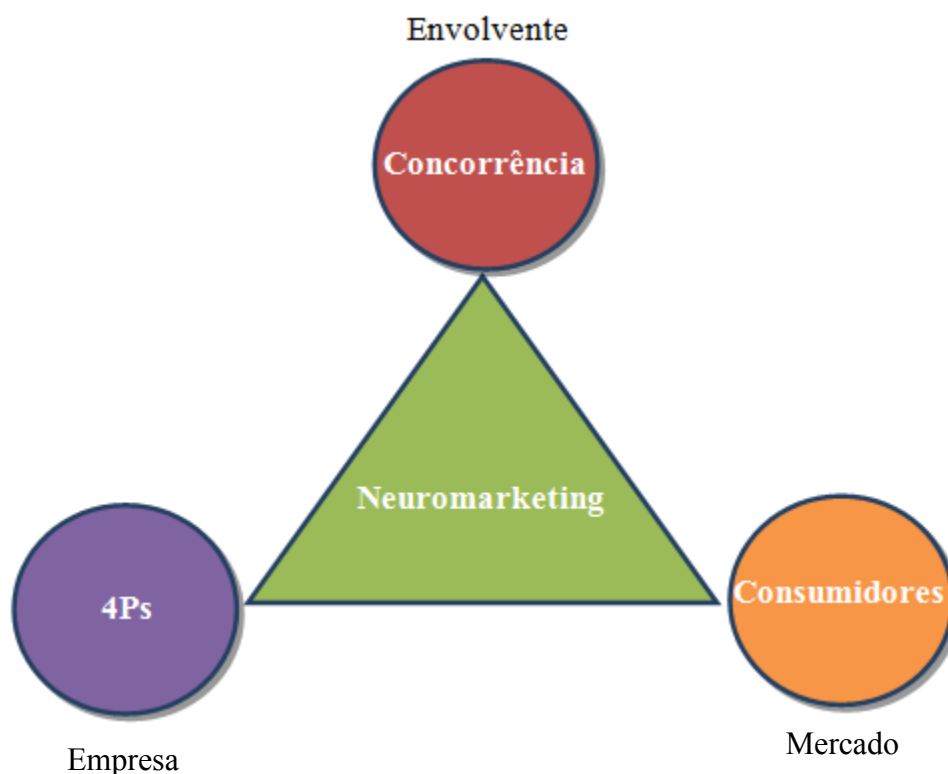 Envolvente
Concorrência
Neuromarketing
4Ps
Consumidores
Empresa
Mercado